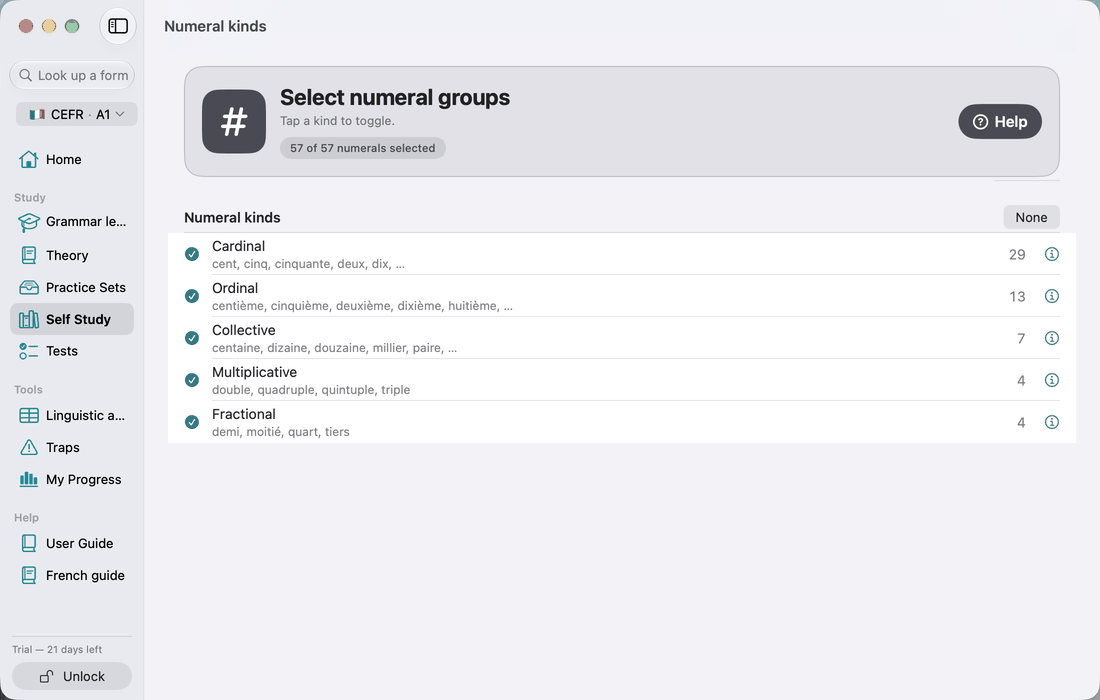 Numeral kinds
Look up a form
CEFR · A1
Home
Study
Grammar le...
Theory
Practice Sets
Self Study
Tests
Tools
Linguistic a...
Traps
My Progress
Help
User Guide
French guide
Trial — 21 days left
Unlock
#
Select numeral groups
Tap a kind to toggle.
57 of 57 numerals selected
Help
Numeral kinds
None
Cardinal
cent, cinq, cinquante, deux, dix, ...
29
Ordinal
centième, cinquième, deuxième, dixième, huitième, ...
13
Collective
centaine, dizaine, douzaine, millier, paire, ...
7
Multiplicative
double, quadruple, quintuple, triple
4
Fractional
demi, moitié, quart, tiers
4